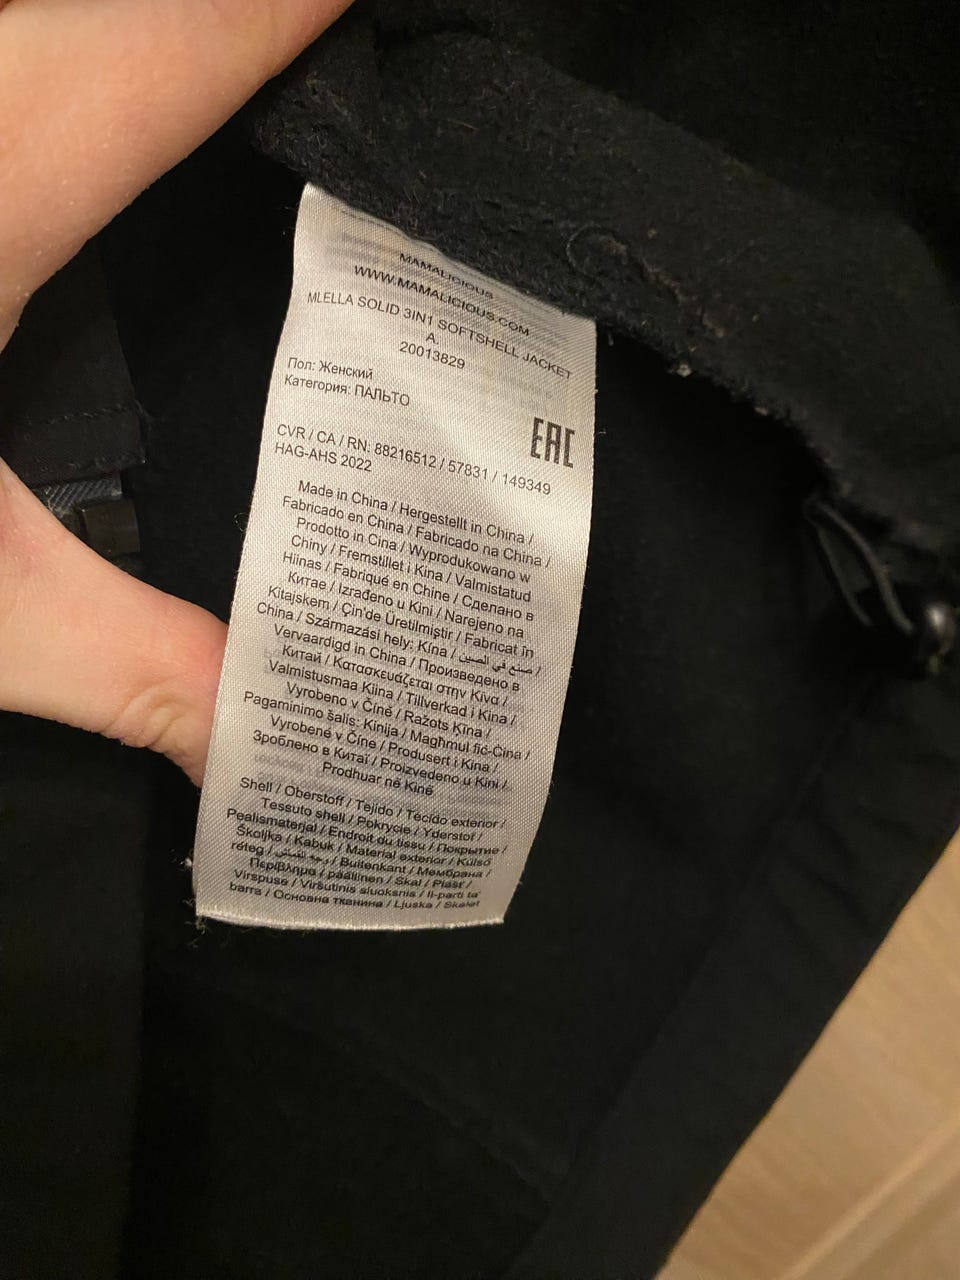 MAMALICIOUS
WWW.MAMALICIOUS.COM
MLELLA SOLID 3IN1 SOFTSHELL JACKET
A.
20013829
Пол: Женский
Категория: ПАЛЬТО
EAC
CVR / CA / RN: 88216512 / 57831 / 149349
HAG-AHS 2022
Made in China / Hergestellt in China /
Fabricado en China / Fabricado na China /
Prodotto in Cina / Wyprodukowano w
Chiny / Fremstillet i Kina / Valmistatud
Hiinas / Fabriqué en Chine / Сделано в
Китае / Izrađeno u Kini / Narejeno na
Kitajskem / Çin'de Üretilmiştir / Fabricat în
China / Származási hely: Kína / صنع في الصين /
Vervaardigd in China / Произведено в
Китай / Κατασκευάζεται στην Κίνα /
Valmistusmaa Kiina / Tillverkad i Kina /
Vyrobeno v Číně / Ražots Ķīna /
Pagaminimo šalis: Kinija / Magħmul fiċ-Ċina /
Vyrobené v Číne / Produsert i Kina /
Зроблено в Китаї / Proizvedeno u Kini /
Prodhuar në Kinë
Shell / Oberstoff / Tejido / Tecido exterior /
Tessuto shell / Pokrycie / Yderstof /
Pealismaterjal / Endroit du tissu / Покрытие /
Školjka / Kabuk / Material exterior / Külső
réteg / وجه القماش / Buitenkant / Мембрана /
Περίβλημα / päällinen / Skal / Plášť /
Virspuse / Viršutinis sluoksnis / Il-parti ta'
barra / Основна тканина / Ljuska / Skelet